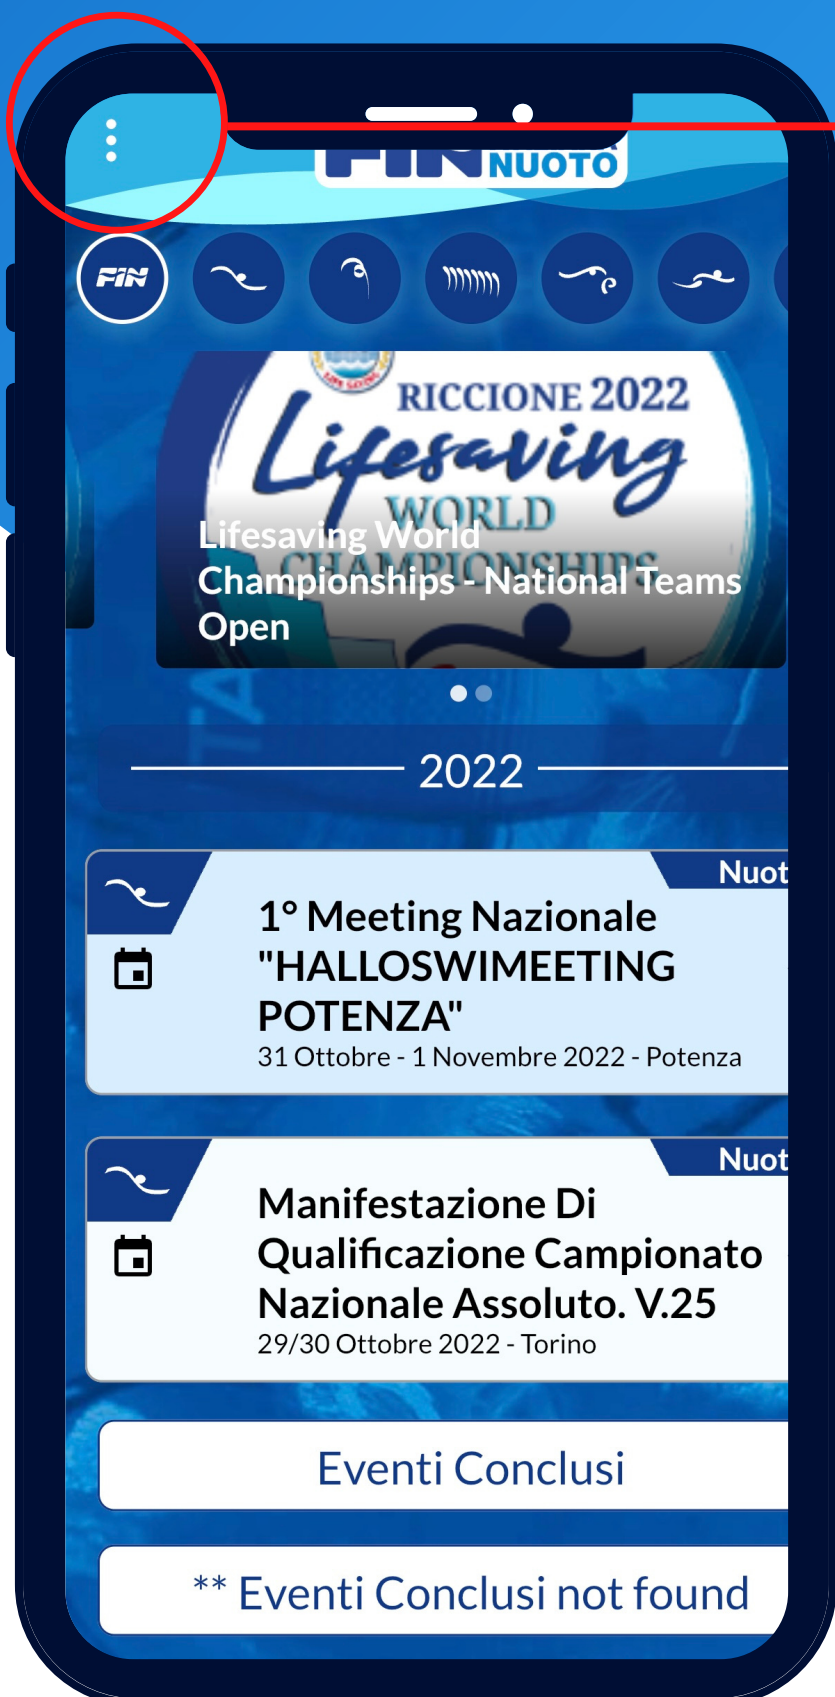 NUOTO
FIN
RICCIONE 2022
Lifesaving
WORLD
CHAMPIONSHIPS
Lifesaving World
Championships - National Teams
Open
2022
Nuot
1° Meeting Nazionale
"HALLOSWIMEETING
POTENZA"
31 Ottobre - 1 Novembre 2022 - Potenza
Nuot
Manifestazione Di
Qualificazione Campionato
Nazionale Assoluto. V.25
29/30 Ottobre 2022 - Torino
Eventi Conclusi
** Eventi Conclusi not found